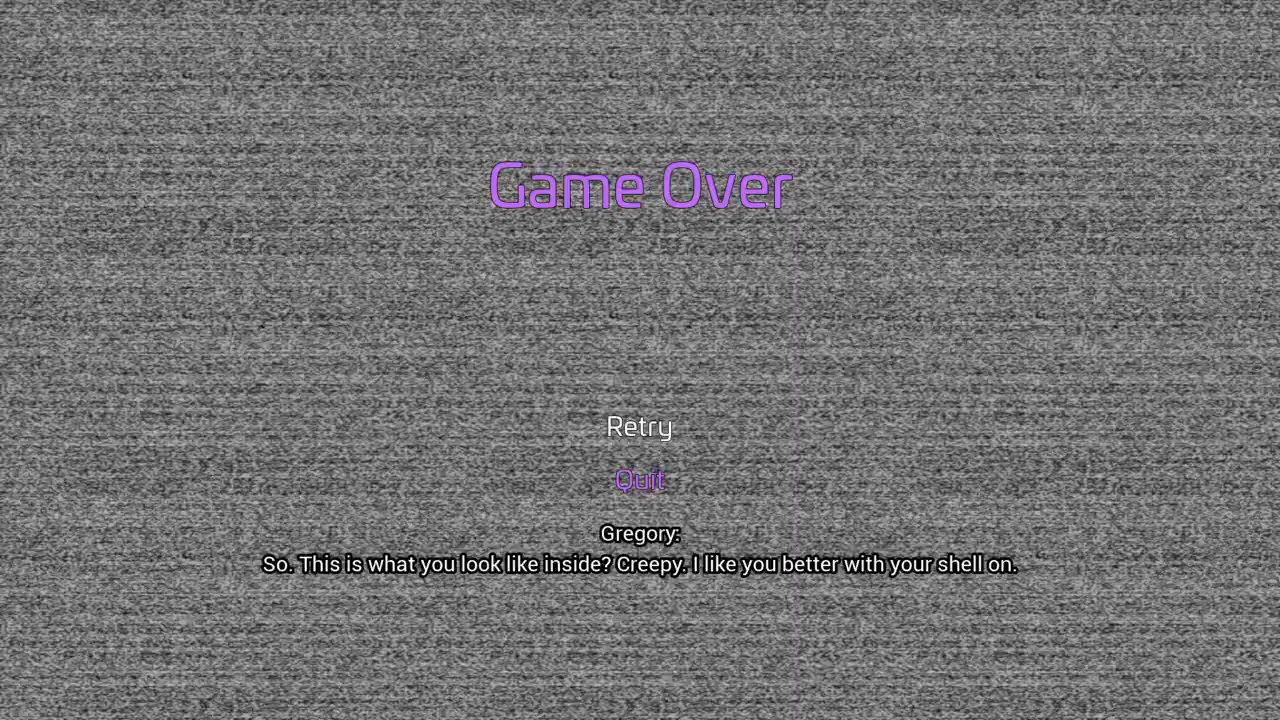 Game Over
Retry
Quit
Gregory:
So. This is what you look like inside? Creepy. I like you better with your shell on.